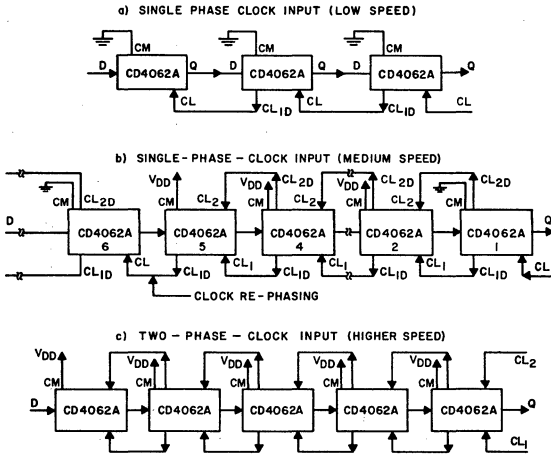 a) SINGLE PHASE CLOCK INPUT (LOW SPEED)
CM CM CM
D CD4062A Q D CD4062A Q D CD4062A Q
CL CL1D CL CL1D CL
b) SINGLE-PHASE-CLOCK INPUT (MEDIUM SPEED)
VDD CL2 VDD CL2D CL2 VDD CL2D CL2 CL2D
CL2D CM CM CM CM CM
D CD4062A 6 CD4062A 5 CD4062A 4 CD4062A 2 CD4062A 1 Q
CL1D CL CL1D CL1 CL1D CL1 CL1D CL1 CL1D CL
CLOCK RE-PHASING
c) TWO-PHASE-CLOCK INPUT (HIGHER SPEED)
VDD VDD VDD VDD VDD CL2
CM CM CM CM CM
D CD4062A CD4062A CD4062A CD4062A CD4062A Q
CL1